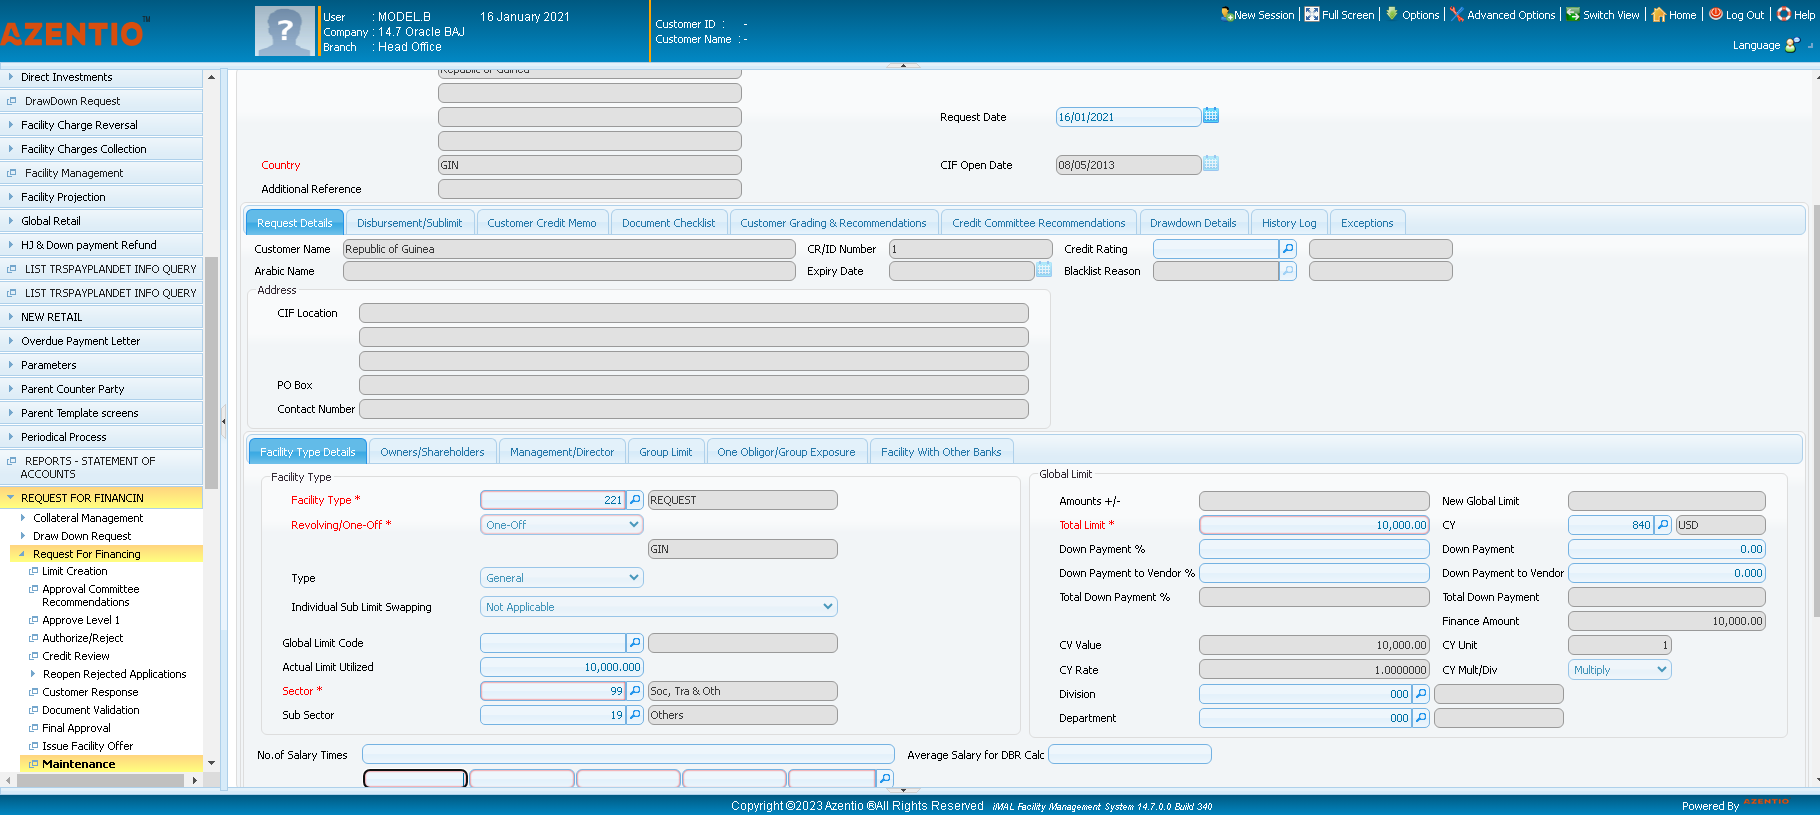 AZENTIO™
User : MODEL.B 16 January 2021
Company : 14.7 Oracle BAJ
Branch : Head Office
Customer ID : -
Customer Name : -
New Session Full Screen Options Advanced Options Switch View Home Log Out Help
Language
Direct Investments
DrawDown Request
Facility Charge Reversal
Facility Charges Collection
Facility Management
Facility Projection
Global Retail
HJ & Down payment Refund
LIST TRSPAYPLANDET INFO QUERY
LIST TRSPAYPLANDET INFO QUERY
NEW RETAIL
Overdue Payment Letter
Parameters
Parent Counter Party
Parent Template screens
Periodical Process
REPORTS - STATEMENT OF
ACCOUNTS
REQUEST FOR FINANCIN
Collateral Management
Draw Down Request
Request For Financing
Limit Creation
Approval Committee
Recommendations
Approve Level 1
Authorize/Reject
Credit Review
Reopen Rejected Applications
Customer Response
Document Validation
Final Approval
Issue Facility Offer
Maintenance
Republic of Guinea
Request Date 16/01/2021
Country GIN CIF Open Date 08/05/2013
Additional Reference
Request Details Disbursement/Sublimit Customer Credit Memo Document Checklist Customer Grading & Recommendations Credit Committee Recommendations Drawdown Details History Log Exceptions
Customer Name Republic of Guinea CR/ID Number 1 Credit Rating
Arabic Name Expiry Date Blacklist Reason
Address
CIF Location
PO Box
Contact Number
Facility Type Details Owners/Shareholders Management/Director Group Limit One Obligor/Group Exposure Facility With Other Banks
Facility Type
Facility Type * 221 REQUEST
Revolving/One-Off * One-Off
GIN
Type General
Individual Sub Limit Swapping Not Applicable
Global Limit Code
Actual Limit Utilized 10,000.000
Sector * 99 Soc, Tra & Oth
Sub Sector 19 Others
Global Limit
Amounts +/- New Global Limit
Total Limit * 10,000.00 CY 840 USD
Down Payment % Down Payment 0.00
Down Payment to Vendor % Down Payment to Vendor 0.000
Total Down Payment % Total Down Payment
Finance Amount 10,000.00
CV Value 10,000.00 CY Unit 1
CY Rate 1.0000000 CY Mult/Div Multiply
Division 000
Department 000
No.of Salary Times Average Salary for DBR Calc
Copyright ©2023 Azentio ®All Rights Reserved iMAL Facility Management System 14.7.0.0 Build 340
Powered By AZENTIO